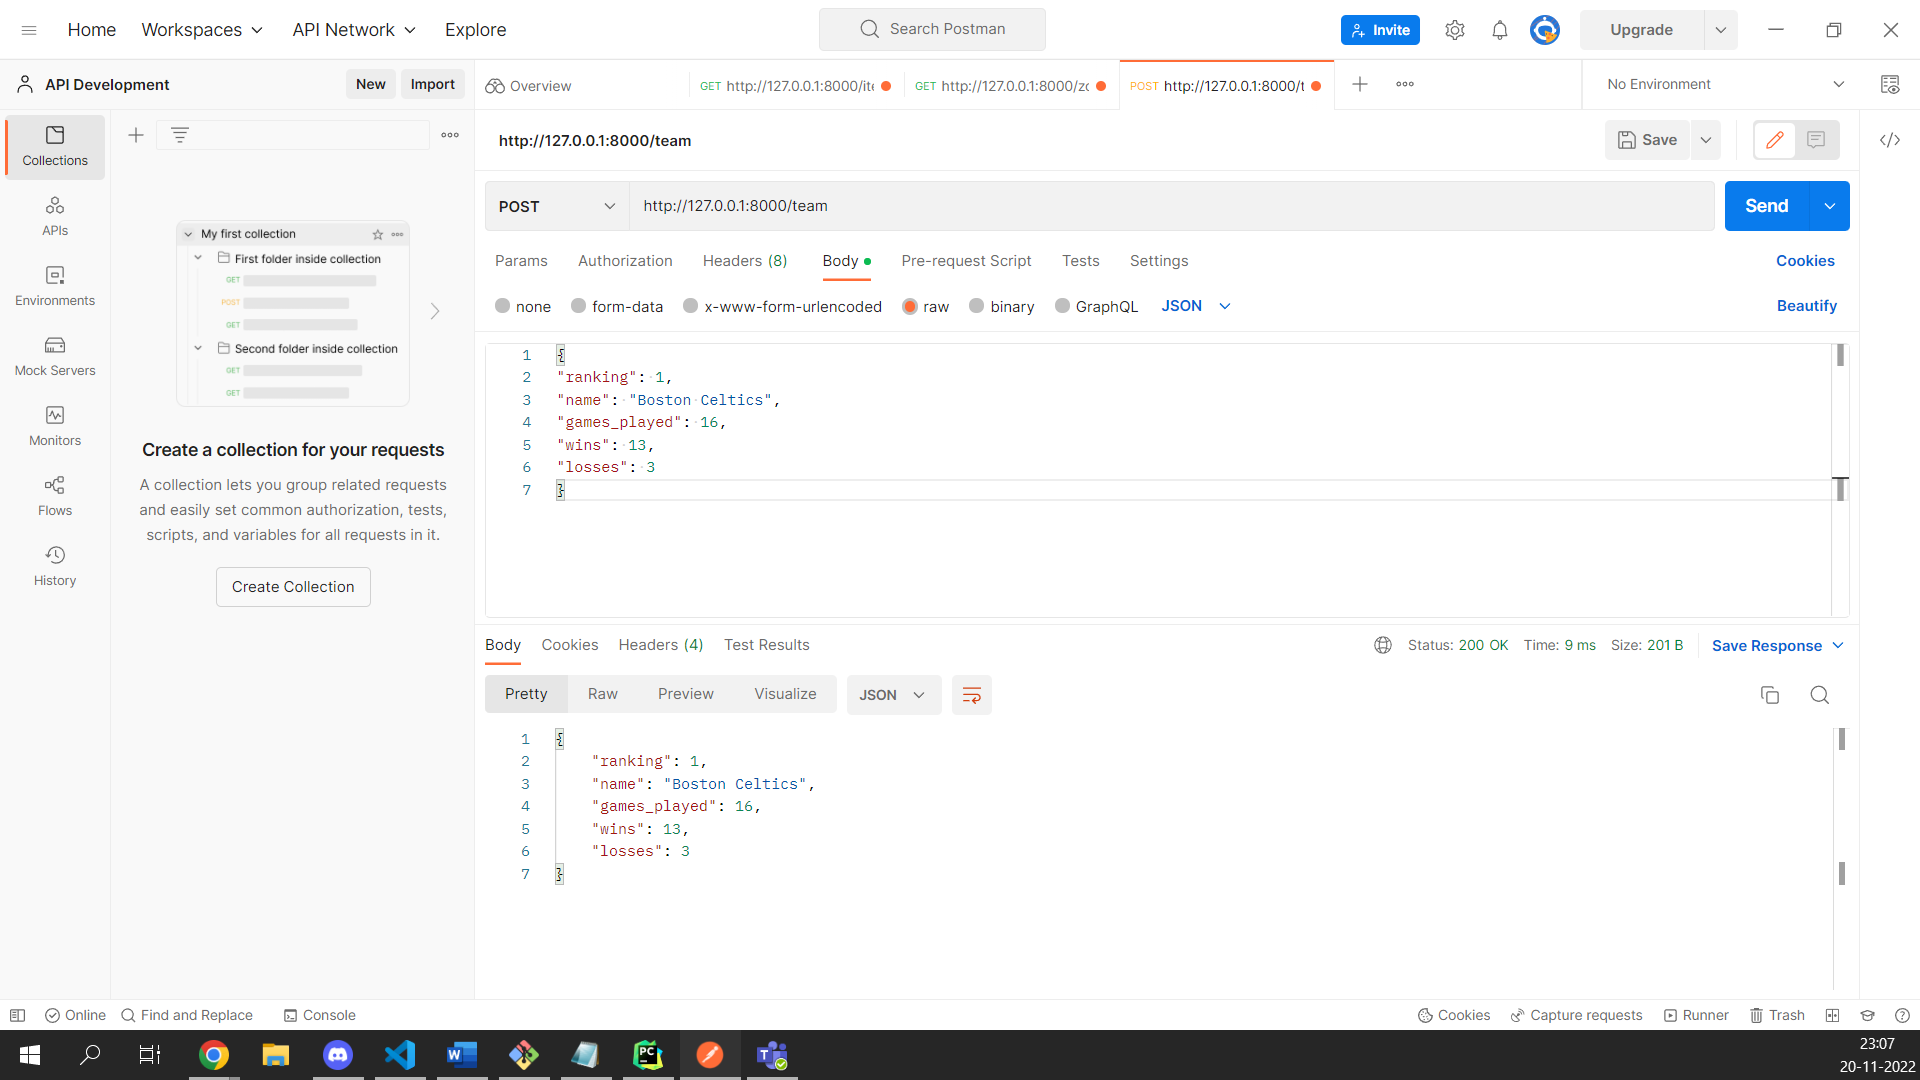 Home Workspaces API Network Explore Search Postman Invite Upgrade
API Development New Import Overview GET http://127.0.0.1:8000/ite GET http://127.0.0.1:8000/zo POST http://127.0.0.1:8000/t No Environment
Collections
APIs
Environments
Mock Servers
Monitors
Flows
History
My first collection
First folder inside collection
GET
POST
GET
Second folder inside collection
GET
GET
Create a collection for your requests
A collection lets you group related requests
and easily set common authorization, tests,
scripts, and variables for all requests in it.
Create Collection
http://127.0.0.1:8000/team Save
POST http://127.0.0.1:8000/team Send
Params Authorization Headers (8) Body Pre-request Script Tests Settings Cookies
none form-data x-www-form-urlencoded raw binary GraphQL JSON Beautify
1 {
2 "ranking": 1,
3 "name": "Boston Celtics",
4 "games_played": 16,
5 "wins": 13,
6 "losses": 3
7 }
Body Cookies Headers (4) Test Results Status: 200 OK Time: 9 ms Size: 201 B Save Response
Pretty Raw Preview Visualize JSON
1 {
2 "ranking": 1,
3 "name": "Boston Celtics",
4 "games_played": 16,
5 "wins": 13,
6 "losses": 3
7 }
Online Find and Replace Console Cookies Capture requests Runner Trash
23:07
20-11-2022